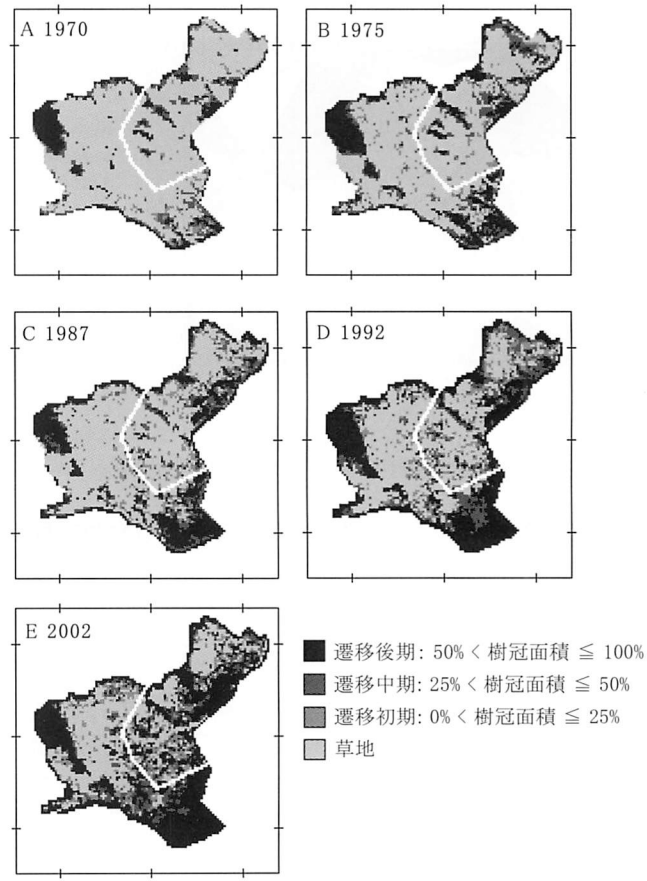 A 1970
B 1975
C 1987
D 1992
E 2002
遷移後期: 50% < 樹冠面積 ≦ 100%
遷移中期: 25% < 樹冠面積 ≦ 50%
遷移初期: 0% < 樹冠面積 ≦ 25%
草地